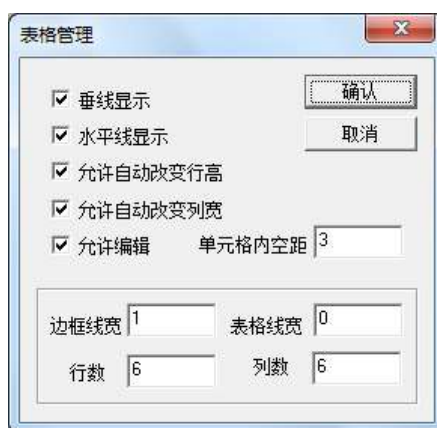 表格管理
垂线显示 确认
水平线显示 取消
允许自动改变行高
允许自动改变列宽
允许编辑 单元格内空距 3
边框线宽 1 表格线宽 0
行数 6 列数 6